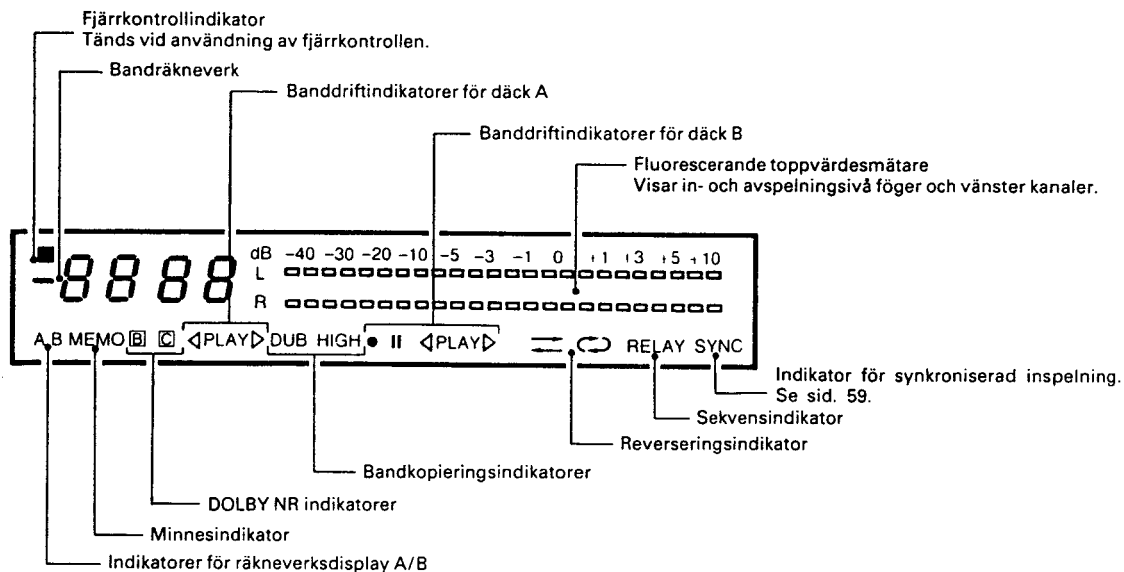 Fjärrkontrollindikator
Tänds vid användning av fjärrkontrollen.
Bandräkneverk
Banddriftindikatorer för däck A
Banddriftindikatorer för däck B
Fluorescerande toppvärdesmätare
Visar in- och avspelningsivå föger och vänster kanaler.
8888
dB -40 -30 -20 -10 -5 -3 -1 0 +1 +3 +5 +10
L
R
A B MEMO B C ◁PLAY▷ DUB HIGH ● II ◁PLAY▷ RELAY SYNC
Indikator för synkroniserad inspelning.
Se sid. 59.
Sekvensindikator
Reverseringsindikator
Bandkopieringsindikatorer
DOLBY NR indikatorer
Minnesindikator
Indikatorer för räkneverksdisplay A/B